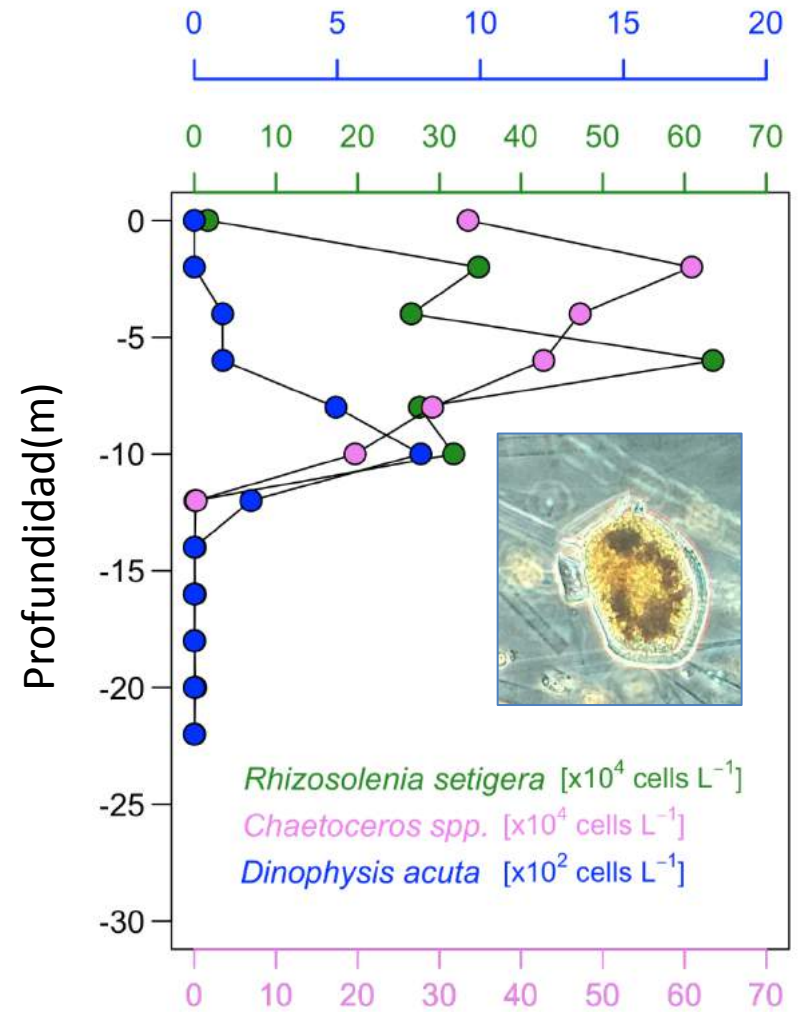 0 5 10 15 20
0 10 20 30 40 50 60 70
Profundidad(m)
0
-5
-10
-15
-20
-25
-30
Rhizosolenia setigera [x10⁴ cells L⁻¹]
Chaetoceros spp. [x10⁴ cells L⁻¹]
Dinophysis acuta [x10² cells L⁻¹]
0 10 20 30 40 50 60 70